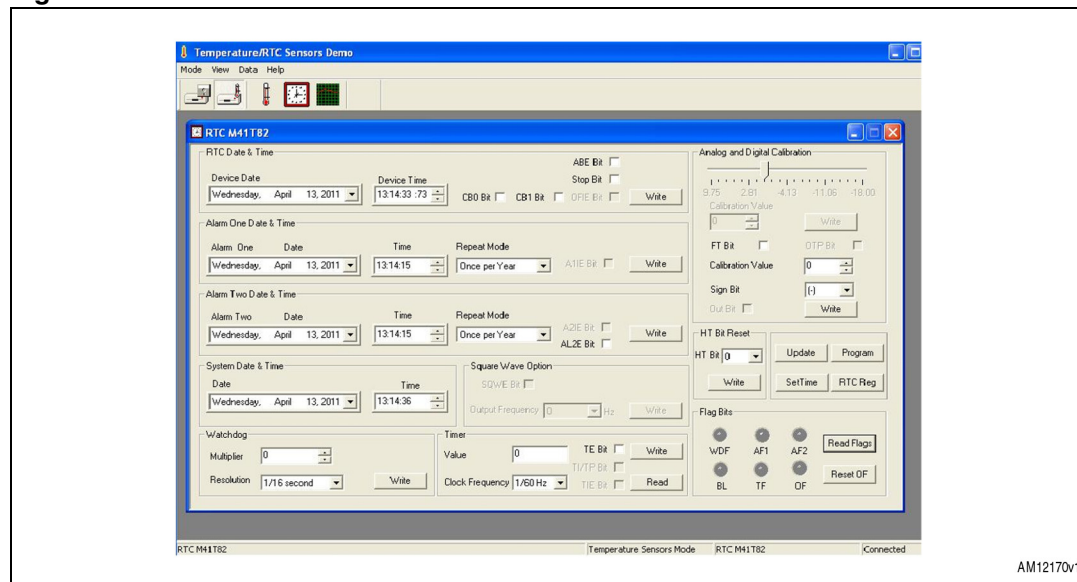 Temperature/RTC Sensors Demo
Mode View Data Help
RTC M41T82
RTC Date & Time
Device Date
Wednesday, April 13, 2011
Device Time
13:14:33 :73
ABE Bit
Stop Bit
CB0 Bit CB1 Bit OFIE Bit Write
Alarm One Date & Time
Alarm One Date Time Repeat Mode
Wednesday, April 13, 2011 13:14:15 Once per Year A1IE Bit Write
Alarm Two Date & Time
Alarm Two Date Time Repeat Mode
Wednesday, April 13, 2011 13:14:15 Once per Year A2IE Bit Write
AL2E Bit
System Date & Time
Date Time
Wednesday, April 13, 2011 13:14:36
Square Wave Option
SQWE Bit
Output Frequency 0 Hz Write
Watchdog
Multiplier 0
Resolution 1/16 second Write
Timer
Value 0 TE Bit Write
TI/TP Bit
Clock Frequency 1/60 Hz TIE Bit Read
Analog and Digital Calibration
9.75 2.81 -4.13 -11.06 -18.00
Calibration Value
0 Write
FT Bit OTP Bit
Calibration Value 0
Sign Bit (-)
Out Bit Write
HT Bit Reset
HT Bit 0
Write
Update Program
SetTime RTC Reg
Flag Bits
WDF AF1 AF2 Read Flags
BL TF OF Reset OF
RTC M41T82 Temperature Sensors Mode RTC M41T82 Connected
AM12170v1